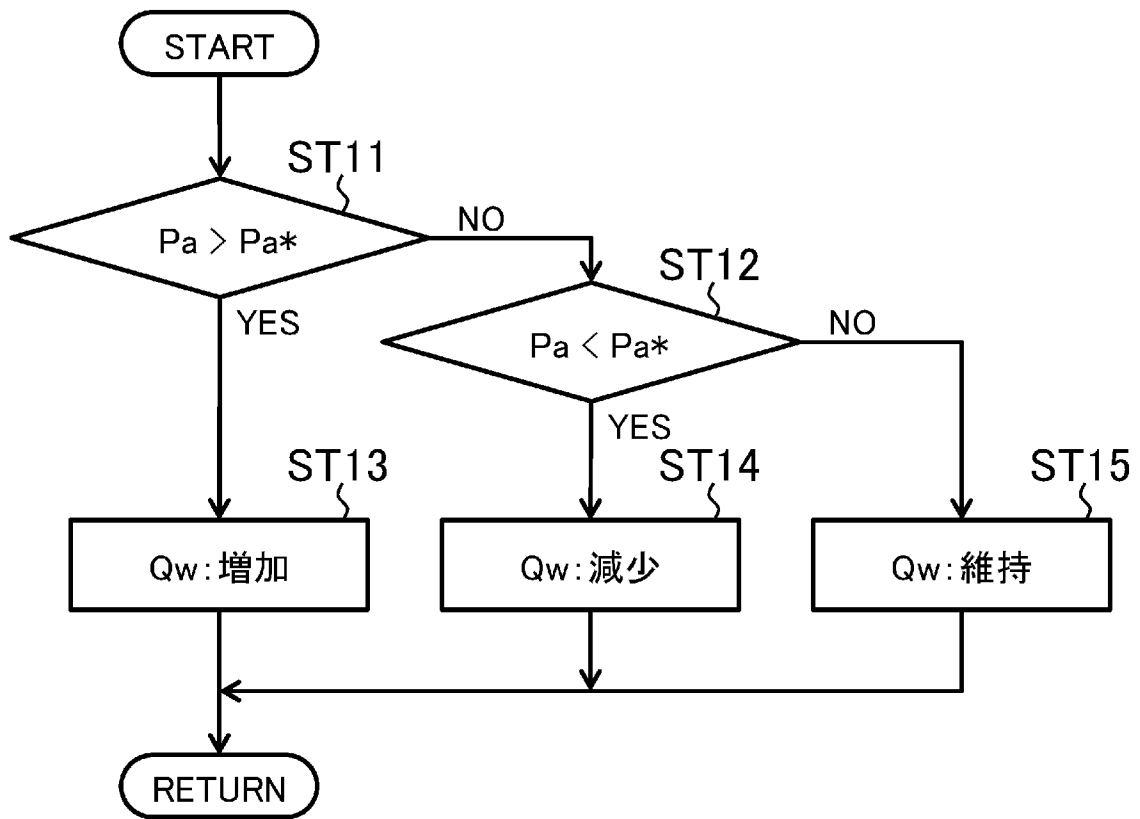 START
ST11
Pa > Pa*
NO
YES
ST12
Pa < Pa*
NO
YES
ST13
Qw:増加
ST14
Qw:減少
ST15
Qw:維持
RETURN